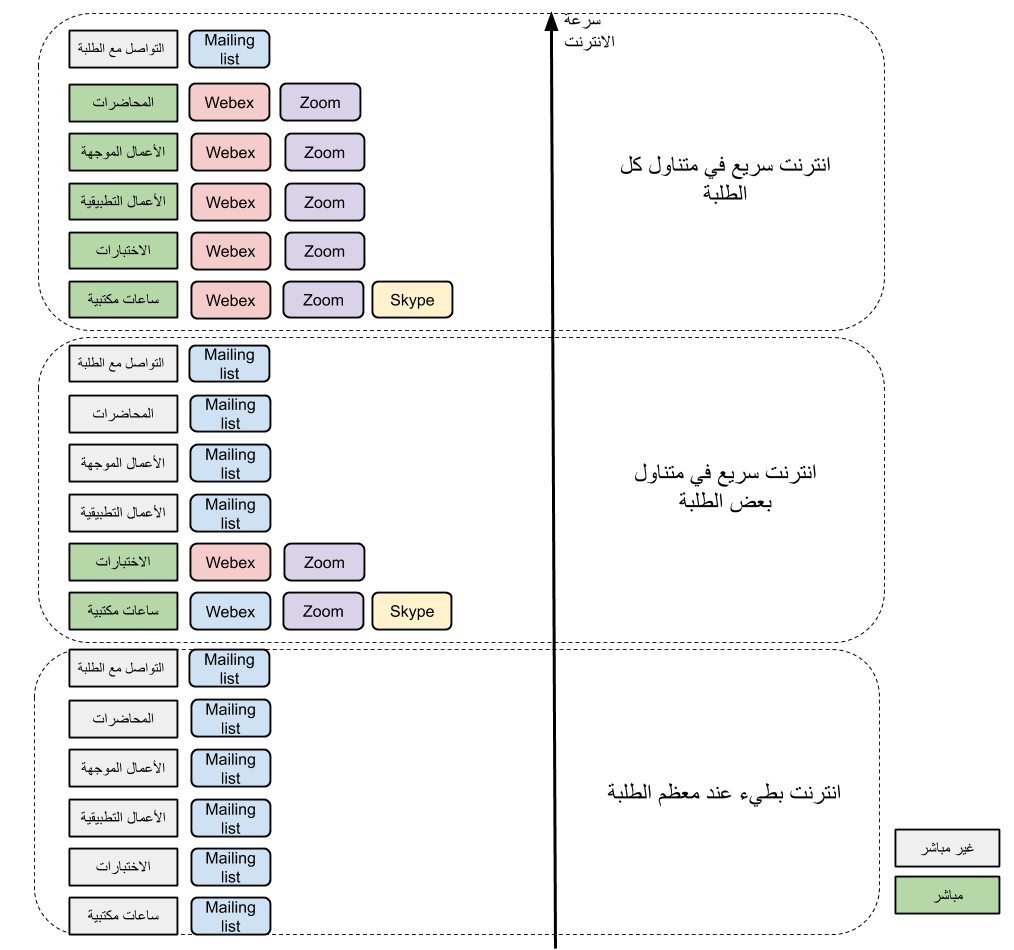 سرعة
الانترنت
التواصل مع الطلبة
Mailing
list
المحاضرات
Webex
Zoom
الأعمال الموجهة
Webex
Zoom
الأعمال التطبيقية
Webex
Zoom
الاختبارات
Webex
Zoom
ساعات مكتبية
Webex
Zoom
Skype
انترنت سريع في متناول كل
الطلبة
التواصل مع الطلبة
Mailing
list
المحاضرات
Mailing
list
الأعمال الموجهة
Mailing
list
الأعمال التطبيقية
Mailing
list
الاختبارات
Webex
Zoom
ساعات مكتبية
Webex
Zoom
Skype
انترنت سريع في متناول
بعض الطلبة
التواصل مع الطلبة
Mailing
list
المحاضرات
Mailing
list
الأعمال الموجهة
Mailing
list
الأعمال التطبيقية
Mailing
list
الاختبارات
Mailing
list
ساعات مكتبية
Mailing
list
انترنت بطيء عند معظم الطلبة
غير مباشر
مباشر